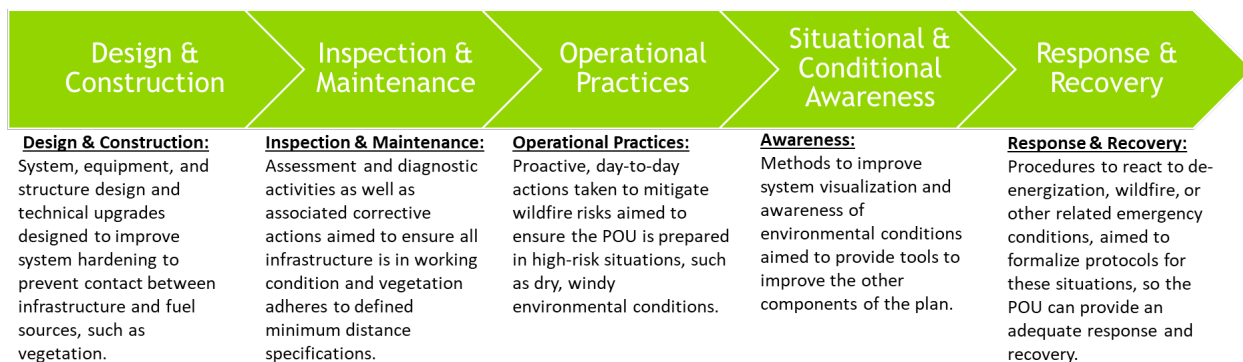 Design &
Construction
Inspection &
Maintenance
Operational
Practices
Situational &
Conditional
Awareness
Response &
Recovery
Design & Construction:
System, equipment, and
structure design and
technical upgrades
designed to improve
system hardening to
prevent contact between
infrastructure and fuel
sources, such as
vegetation.
Inspection & Maintenance:
Assessment and diagnostic
activities as well as
associated corrective
actions aimed to ensure all
infrastructure is in working
condition and vegetation
adheres to defined
minimum distance
specifications.
Operational Practices:
Proactive, day-to-day
actions taken to mitigate
wildfire risks aimed to
ensure the POU is prepared
in high-risk situations, such
as dry, windy
environmental conditions.
Awareness:
Methods to improve
system visualization and
awareness of
environmental conditions
aimed to provide tools to
improve the other
components of the plan.
Response & Recovery:
Procedures to react to de-
energization, wildfire, or
other related emergency
conditions, aimed to
formalize protocols for
these situations, so the
POU can provide an
adequate response and
recovery.